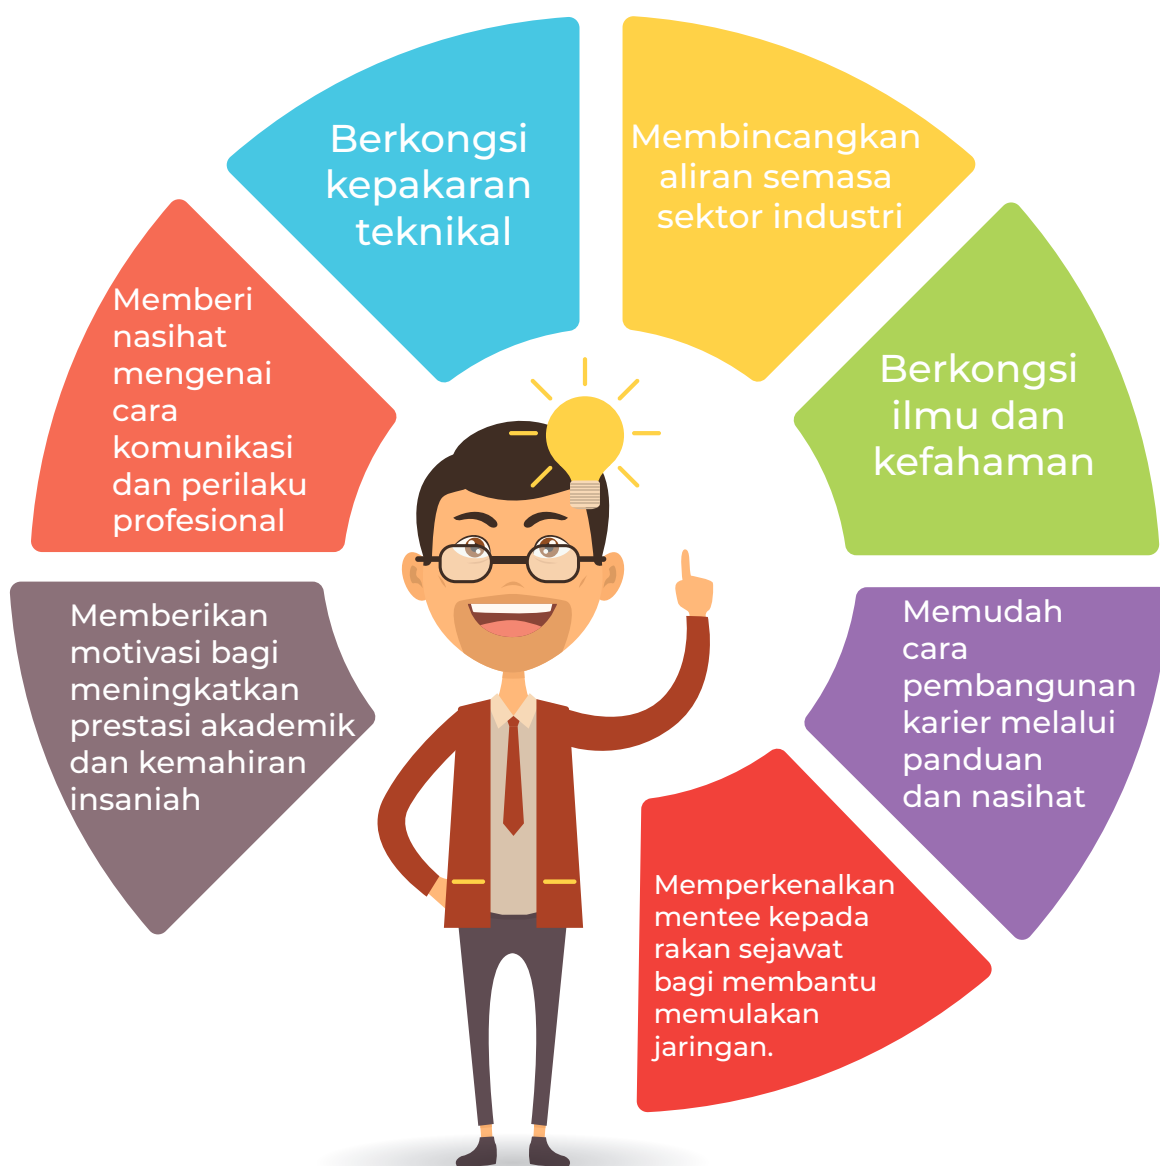 Berkongsi
kepakaran
teknikal
Membincangkan
aliran semasa
sektor industri
Memberi
nasihat
mengenai
cara
komunikasi
dan perilaku
profesional
Berkongsi
ilmu dan
kefahaman
Memberikan
motivasi bagi
meningkatkan
prestasi akademik
dan kemahiran
insaniah
Memudah
cara
pembangunan
karier melalui
panduan
dan nasihat
Memperkenalkan
mentee kepada
rakan sejawat
bagi membantu
memulakan
jaringan.